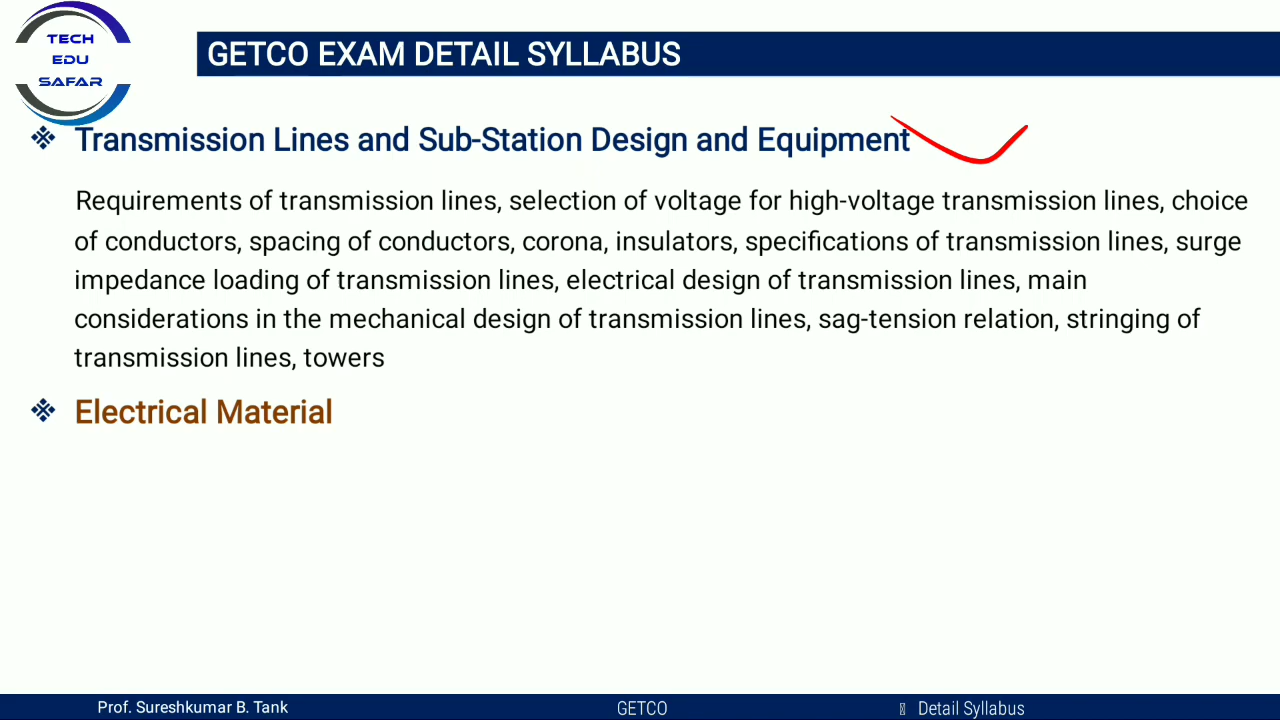 TECH
EDU
SAFAR
GETCO EXAM DETAIL SYLLABUS
Transmission Lines and Sub-Station Design and Equipment
Requirements of transmission lines, selection of voltage for high-voltage transmission lines, choice
of conductors, spacing of conductors, corona, insulators, specifications of transmission lines, surge
impedance loading of transmission lines, electrical design of transmission lines, main
considerations in the mechanical design of transmission lines, sag-tension relation, stringing of
transmission lines, towers
Electrical Material
Prof. Sureshkumar B. Tank
GETCO
Detail Syllabus